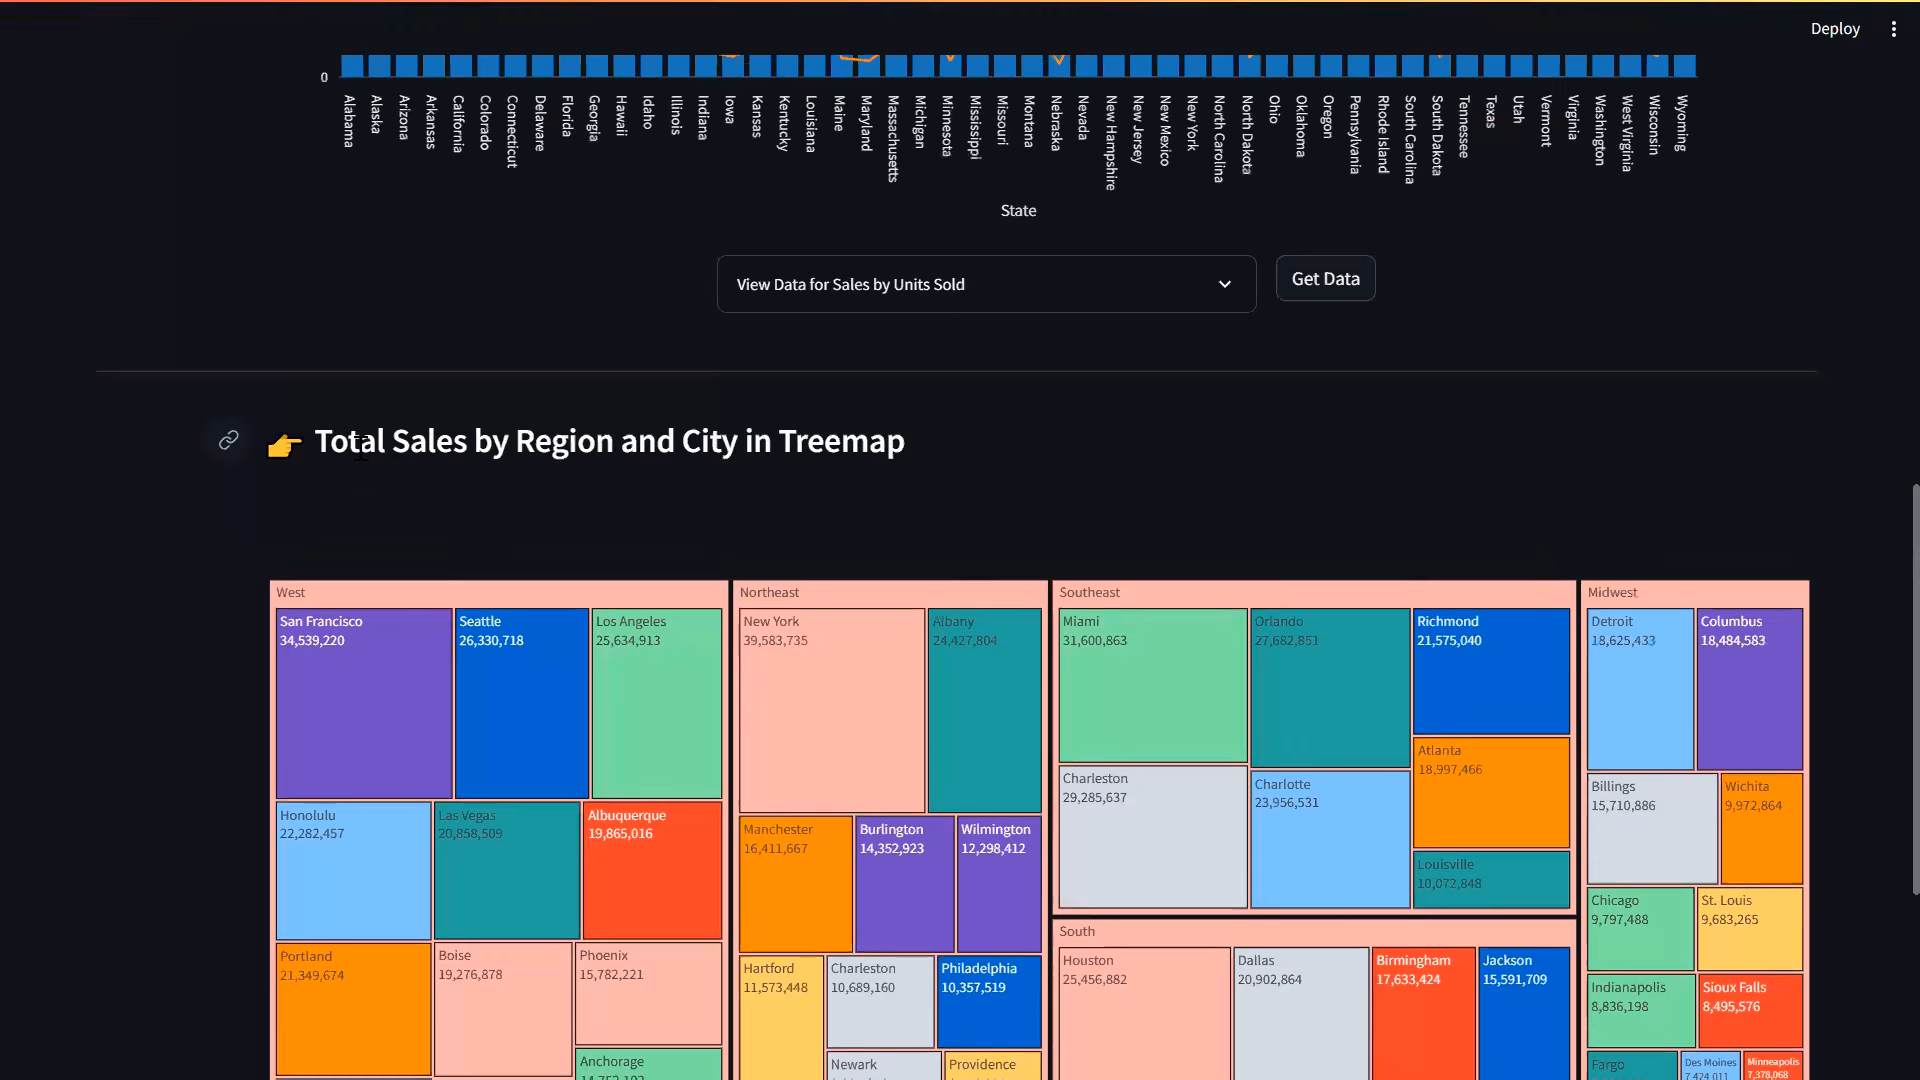 Deploy
0
Alabama
Alaska
Arizona
Arkansas
California
Colorado
Connecticut
Delaware
Florida
Georgia
Hawaii
Idaho
Illinois
Indiana
Iowa
Kansas
Kentucky
Louisiana
Maine
Maryland
Massachusetts
Michigan
Minnesota
Mississippi
Missouri
Montana
Nebraska
Nevada
New Hampshire
New Jersey
New Mexico
New York
North Carolina
North Dakota
Ohio
Oklahoma
Oregon
Pennsylvania
Rhode Island
South Carolina
South Dakota
Tennessee
Texas
Utah
Vermont
Virginia
Washington
West Virginia
Wisconsin
Wyoming
State
View Data for Sales by Units Sold
Get Data
Total Sales by Region and City in Treemap
West
San Francisco
34,539,220
Seattle
26,330,718
Los Angeles
25,634,913
Honolulu
22,282,457
Las Vegas
20,858,509
Albuquerque
19,865,016
Portland
21,349,674
Boise
19,276,878
Phoenix
15,782,221
Anchorage
Northeast
New York
39,583,735
Albany
24,427,804
Manchester
16,411,667
Burlington
14,352,923
Wilmington
12,298,412
Hartford
11,573,448
Charleston
10,689,160
Philadelphia
10,357,519
Newark
Providence
Southeast
Miami
31,600,863
Orlando
27,682,851
Richmond
21,575,040
Atlanta
18,997,466
Charleston
29,285,637
Charlotte
23,956,531
Louisville
10,072,848
South
Houston
25,456,882
Dallas
20,902,864
Birmingham
17,633,424
Jackson
15,591,709
Midwest
Detroit
18,625,433
Columbus
18,484,583
Billings
15,710,886
Wichita
9,972,864
Chicago
9,797,488
St. Louis
9,683,265
Indianapolis
8,836,198
Sioux Falls
8,495,576
Fargo
Des Moines
7,424,011
Minneapolis
7,378,068